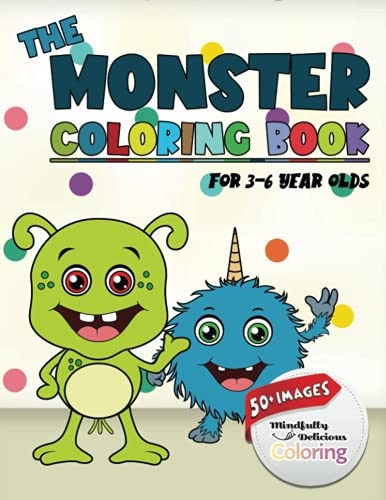 THE
MONSTER
COLORING BOOK
FOR 3-6 YEAR OLDS
50+ IMAGES
Mindfully
Delicious
Coloring